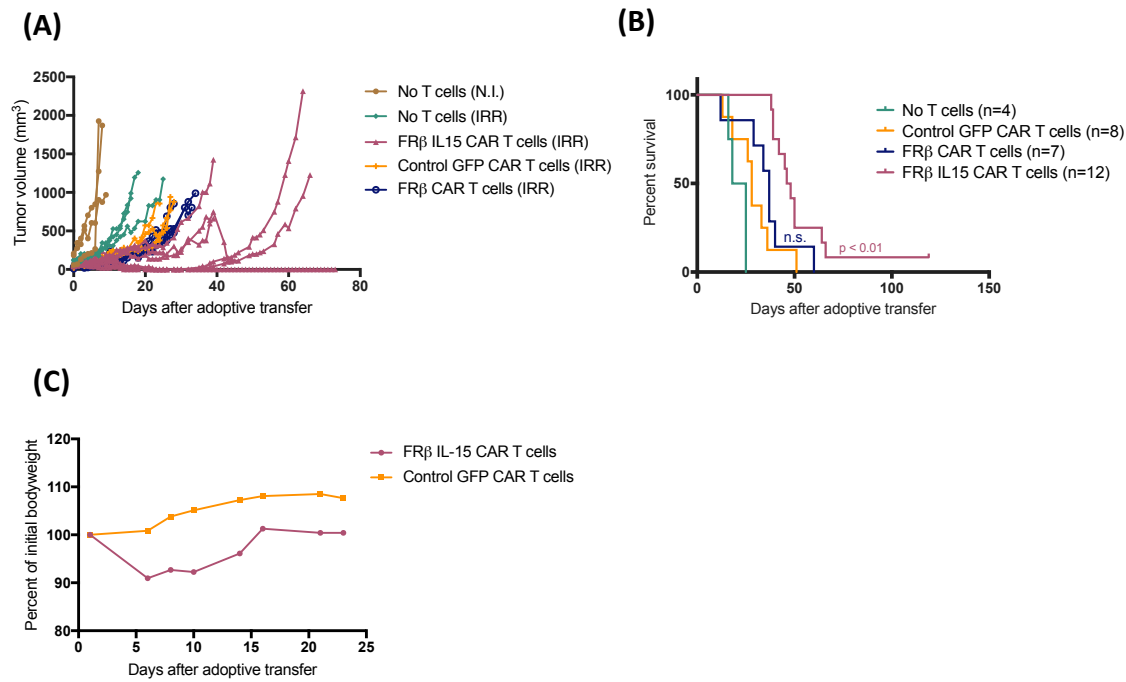 (A)
Tumor volume (mm³)
2500
2000
1500
1000
500
0
0
20
40
60
80
Days after adoptive transfer
No T cells (N.I.)
No T cells (IRR)
FRβ IL15 CAR T cells (IRR)
Control GFP CAR T cells (IRR)
FRβ CAR T cells (IRR)
(B)
Percent survival
100
50
0
0
50
100
150
Days after adoptive transfer
n.s.
p < 0.01
No T cells (n=4)
Control GFP CAR T cells (n=8)
FRβ CAR T cells (n=7)
FRβ IL15 CAR T cells (n=12)
(C)
Percent of initial bodyweight
120
110
100
90
80
0
5
10
15
20
25
Days after adoptive transfer
FRβ IL-15 CAR T cells
Control GFP CAR T cells